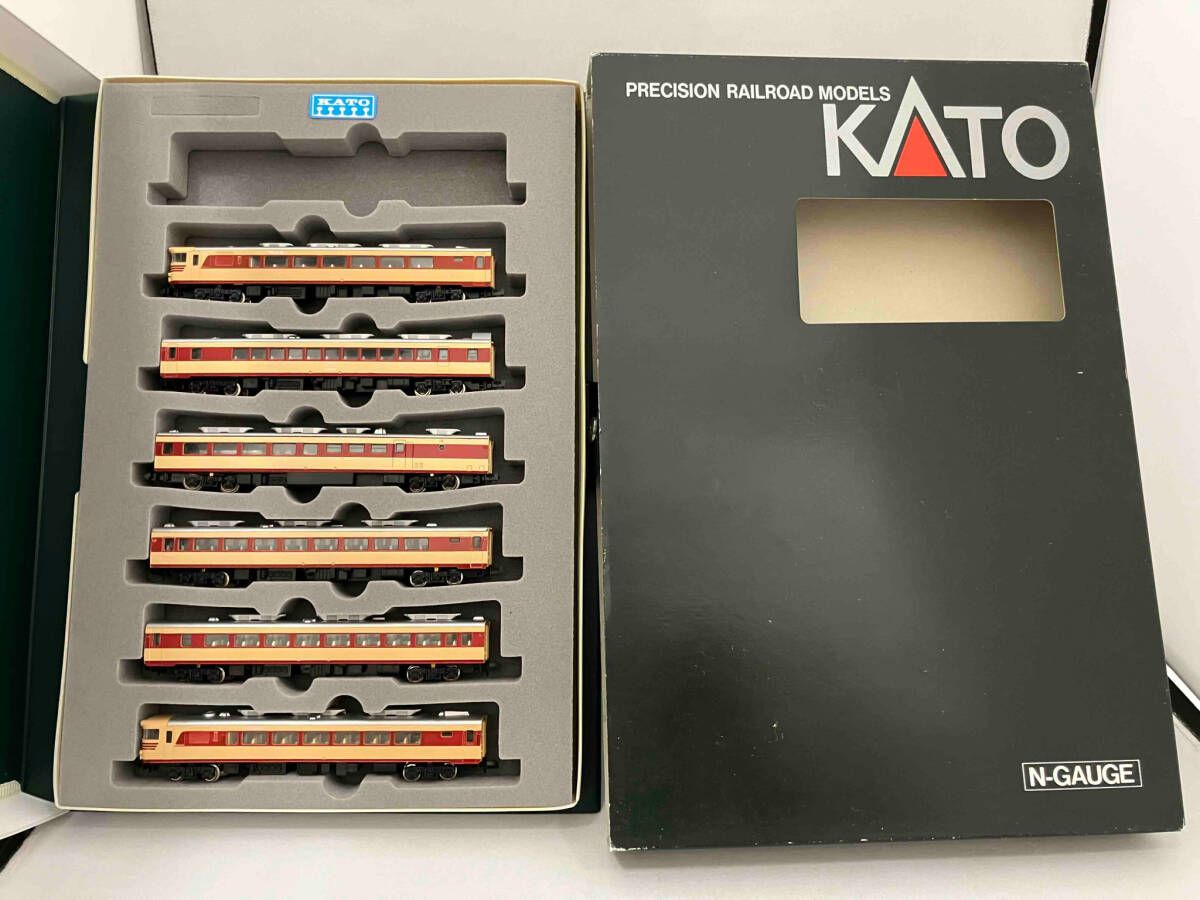 KATO
PRECISION RAILROAD MODELS
KATO
N-GAUGE